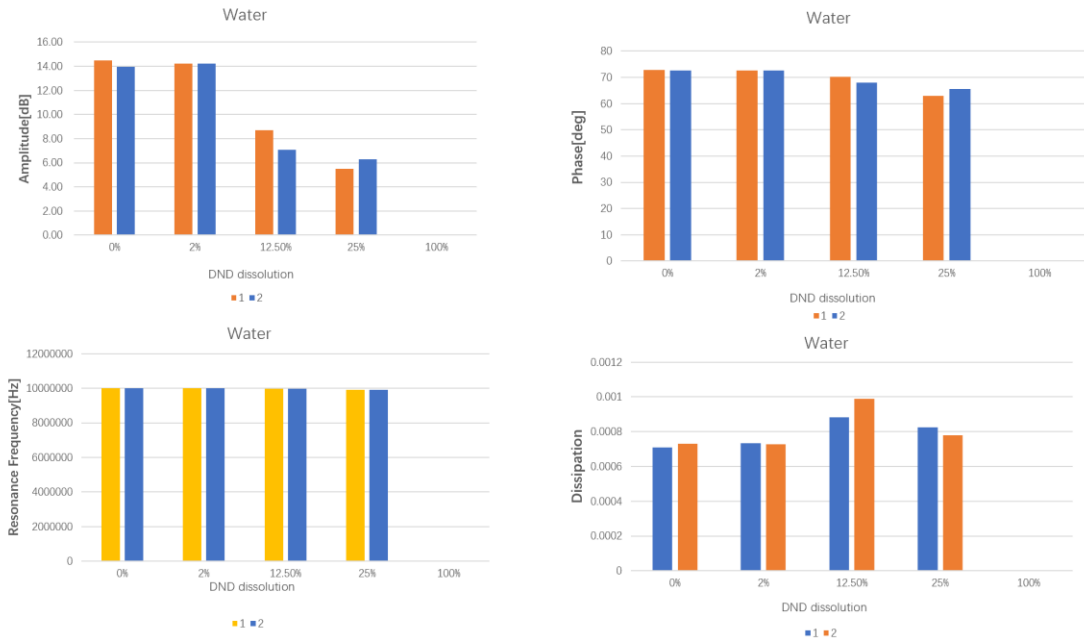 Water
16.00
14.00
12.00
10.00
8.00
6.00
4.00
2.00
0.00
Amplitude[dB]
0% 2% 12.50% 25% 100%
DND dissolution
1 2
Water
80
70
60
50
40
30
20
10
0
Phase[deg]
0% 2% 12.50% 25% 100%
DND dissolution
1 2
Water
12000000
10000000
8000000
6000000
4000000
2000000
0
Resonance Frequency[Hz]
0% 2% 12.50% 25% 100%
DND dissolution
1 2
Water
0.0012
0.001
0.0008
0.0006
0.0004
0.0002
0
Dissipation
0% 2% 12.50% 25% 100%
DND dissolution
1 2